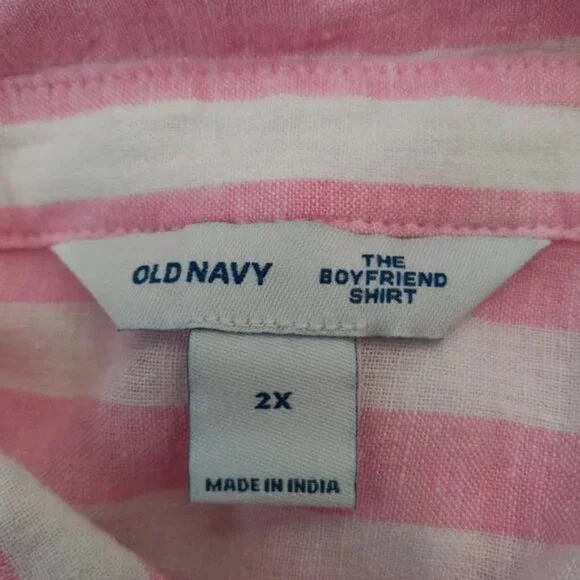 OLD NAVY
THE
BOYFRIEND
SHIRT
2X
MADE IN INDIA